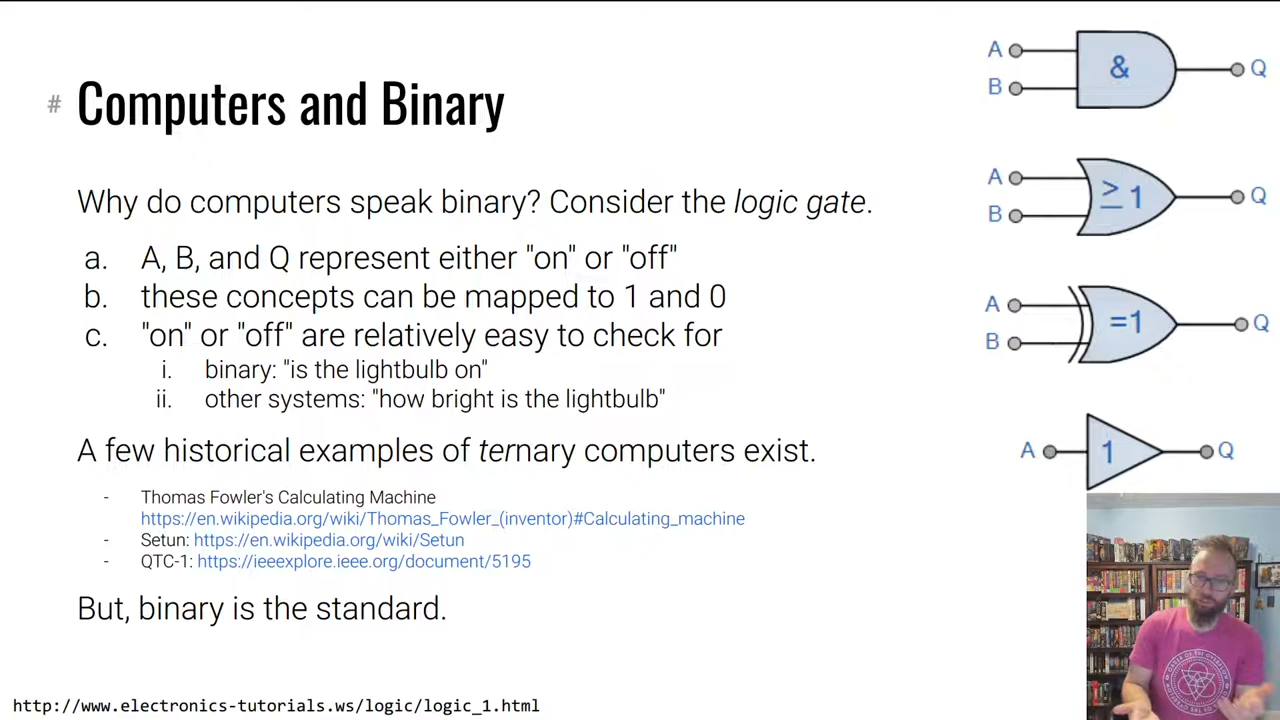 # Computers and Binary
Why do computers speak binary? Consider the logic gate.
a. A, B, and Q represent either "on" or "off"
b. these concepts can be mapped to 1 and 0
c. "on" or "off" are relatively easy to check for
i. binary: "is the lightbulb on"
ii. other systems: "how bright is the lightbulb"
A few historical examples of ternary computers exist.
- Thomas Fowler's Calculating Machine
https://en.wikipedia.org/wiki/Thomas_Fowler_(inventor)#Calculating_machine
- Setun: https://en.wikipedia.org/wiki/Setun
- QTC-1: https://ieeexplore.ieee.org/document/5195
But, binary is the standard.
http://www.electronics-tutorials.ws/logic/logic_1.html
A
B
&
Q
A
B
≥ 1
Q
A
B
=1
Q
A
1
Q